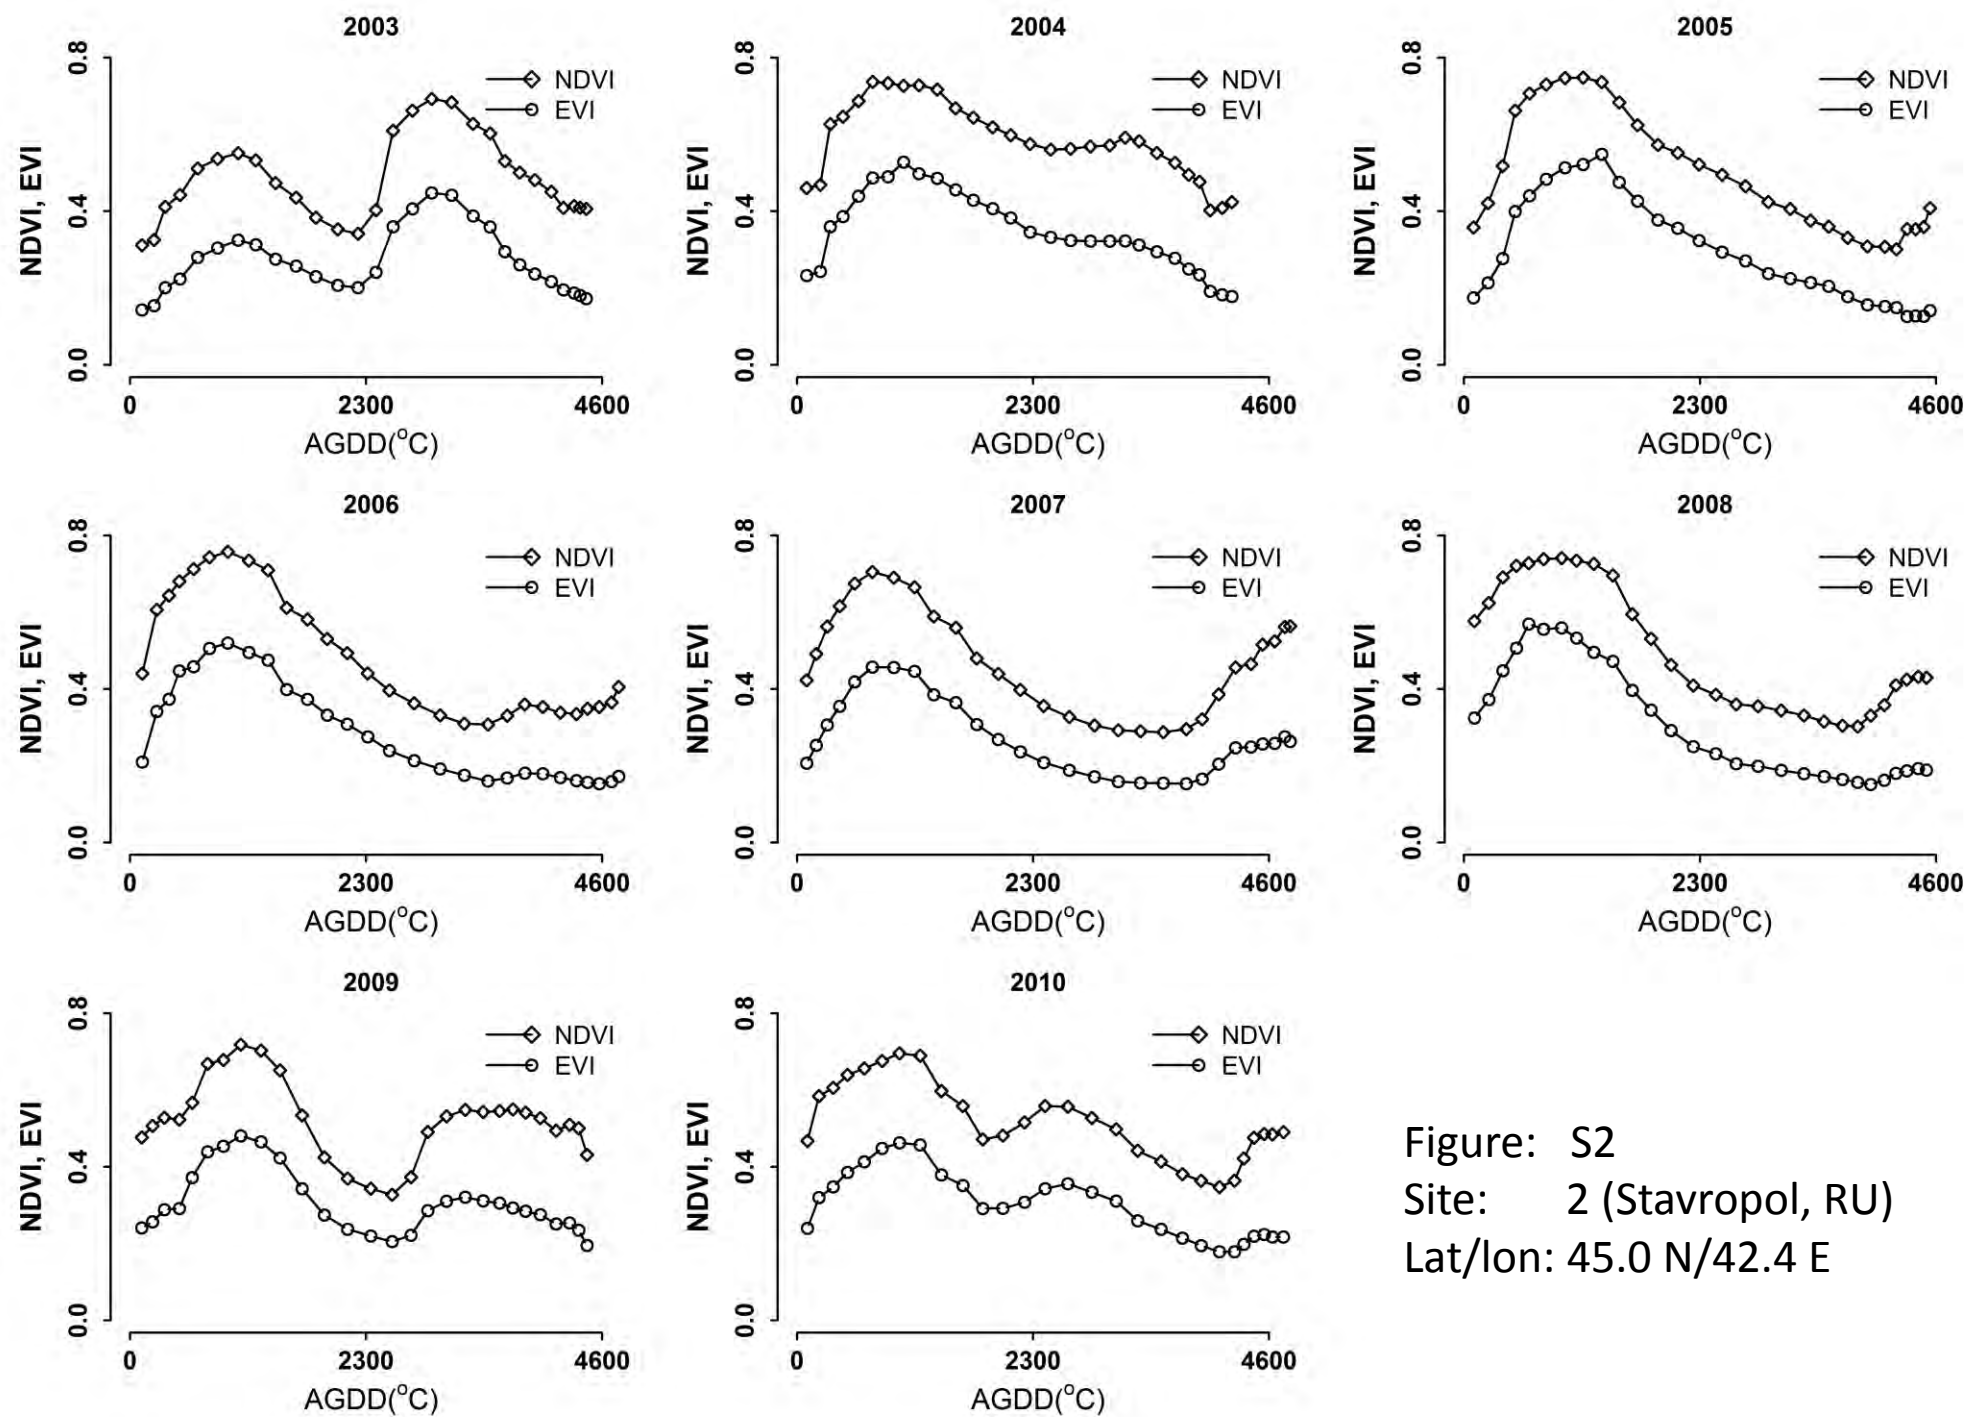 2003
NDVI, EVI
0.8
0.4
0.0
NDVI
EVI
0 2300 4600
AGDD(°C)
2004
NDVI, EVI
0.8
0.4
0.0
NDVI
EVI
0 2300 4600
AGDD(°C)
2005
NDVI, EVI
0.8
0.4
0.0
NDVI
EVI
0 2300 4600
AGDD(°C)
2006
NDVI, EVI
0.8
0.4
0.0
NDVI
EVI
0 2300 4600
AGDD(°C)
2007
NDVI, EVI
0.8
0.4
0.0
NDVI
EVI
0 2300 4600
AGDD(°C)
2008
NDVI, EVI
0.8
0.4
0.0
NDVI
EVI
0 2300 4600
AGDD(°C)
2009
NDVI, EVI
0.8
0.4
0.0
NDVI
EVI
0 2300 4600
AGDD(°C)
2010
NDVI, EVI
0.8
0.4
0.0
NDVI
EVI
0 2300 4600
AGDD(°C)
Figure: S2
Site: 2 (Stavropol, RU)
Lat/lon: 45.0 N/42.4 E